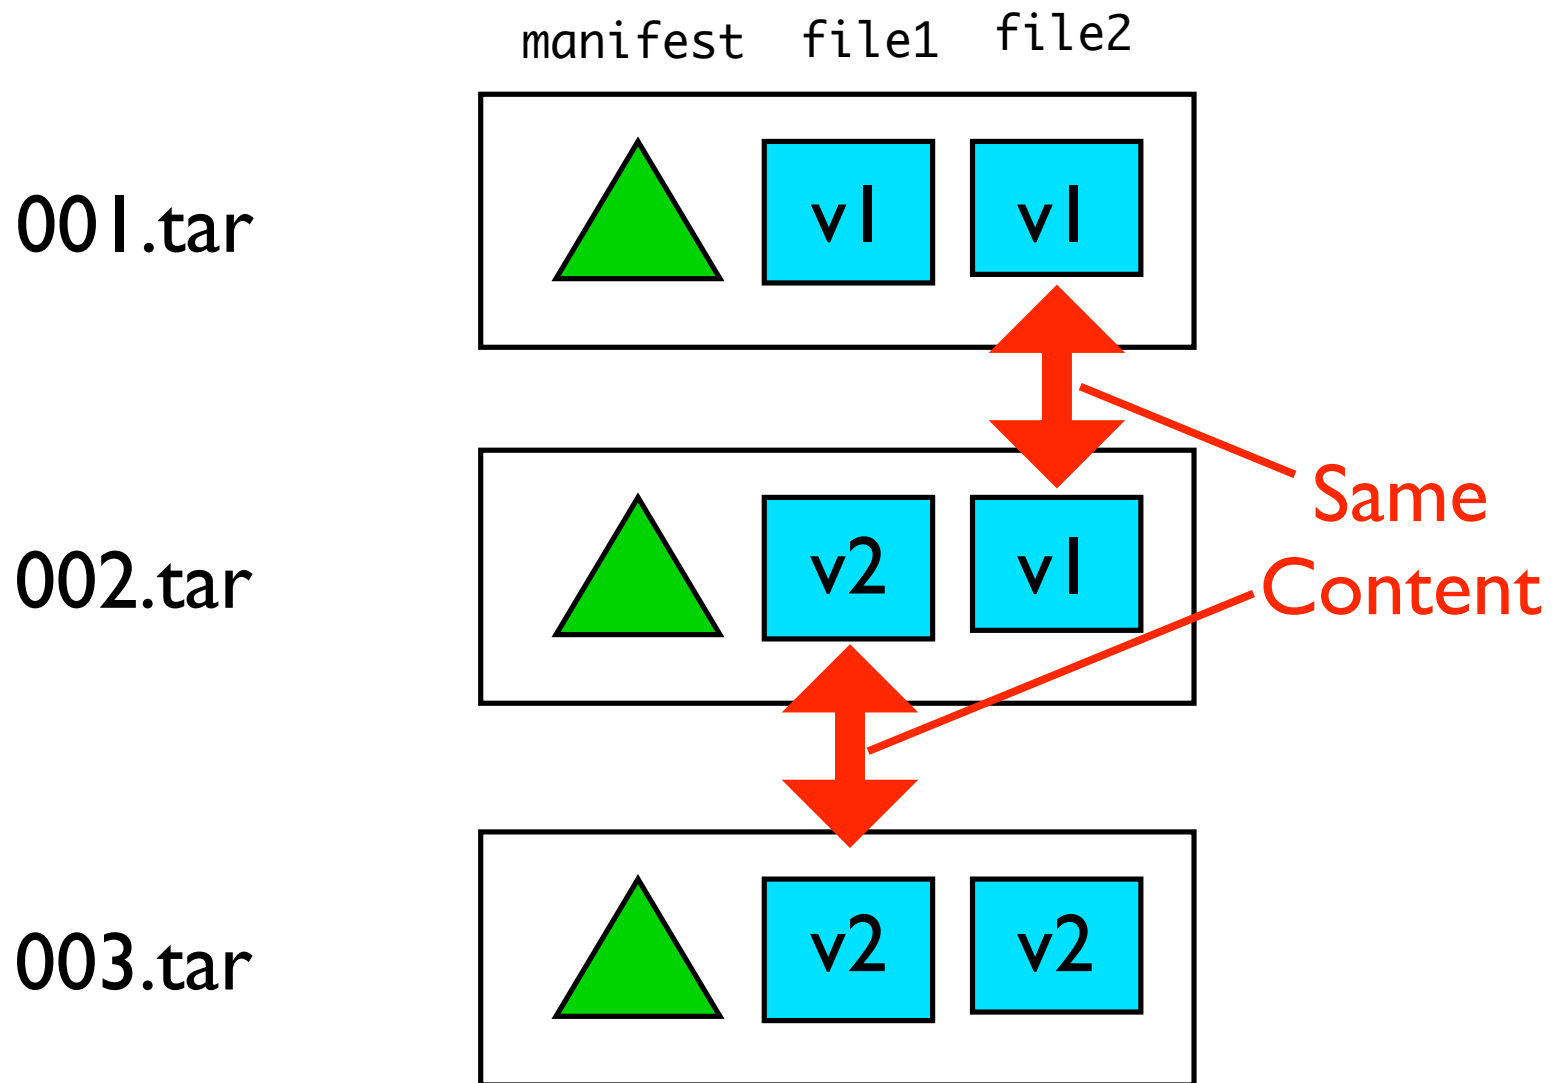 manifest file1 file2
001.tar v1 v1
002.tar v2 v1
Same
Content
003.tar v2 v2